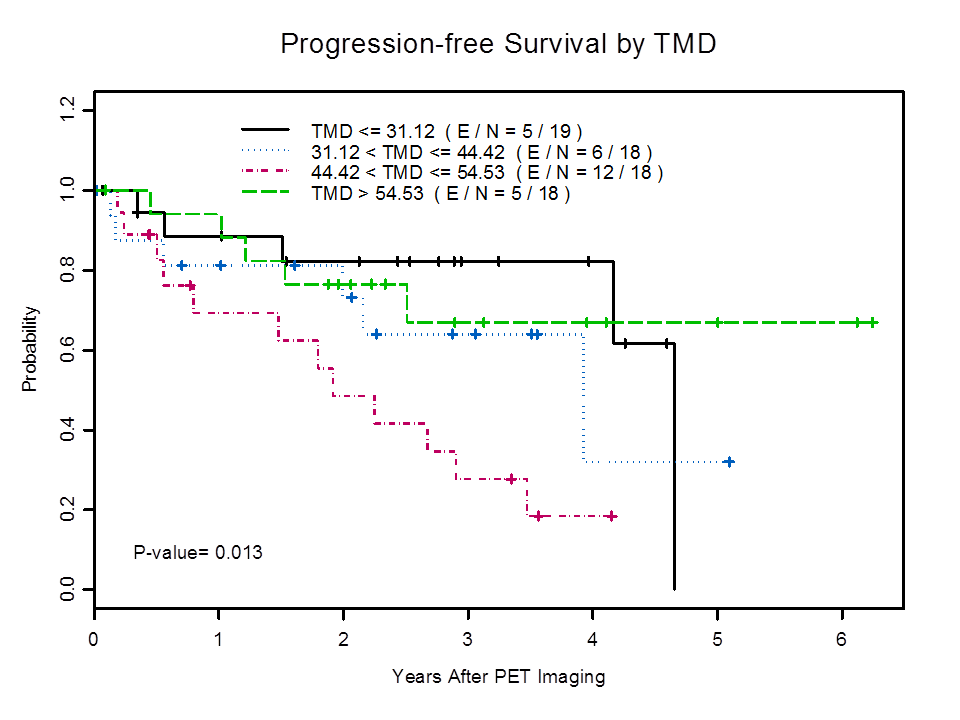 Progression-free Survival by TMD
TMD <= 31.12 ( E / N = 5 / 19 )
31.12 < TMD <= 44.42 ( E / N = 6 / 18 )
44.42 < TMD <= 54.53 ( E / N = 12 / 18 )
TMD > 54.53 ( E / N = 5 / 18 )
Probability
1.2
1.0
0.8
0.6
0.4
0.2
0.0
P-value= 0.013
0 1 2 3 4 5 6
Years After PET Imaging